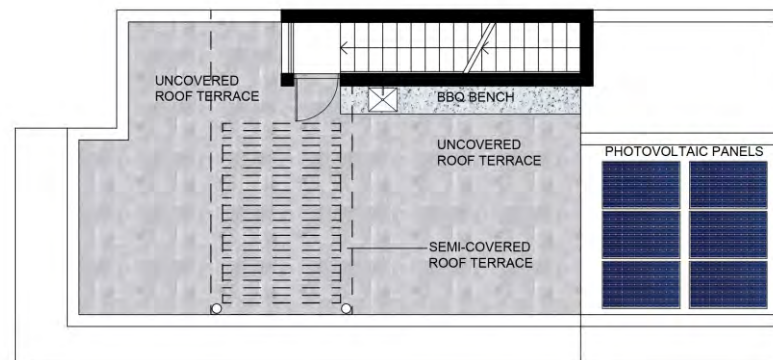 UNCOVERED
ROOF TERRACE
BBQ BENCH
UNCOVERED
ROOF TERRACE
PHOTOVOLTAIC PANELS
SEMI-COVERED
ROOF TERRACE